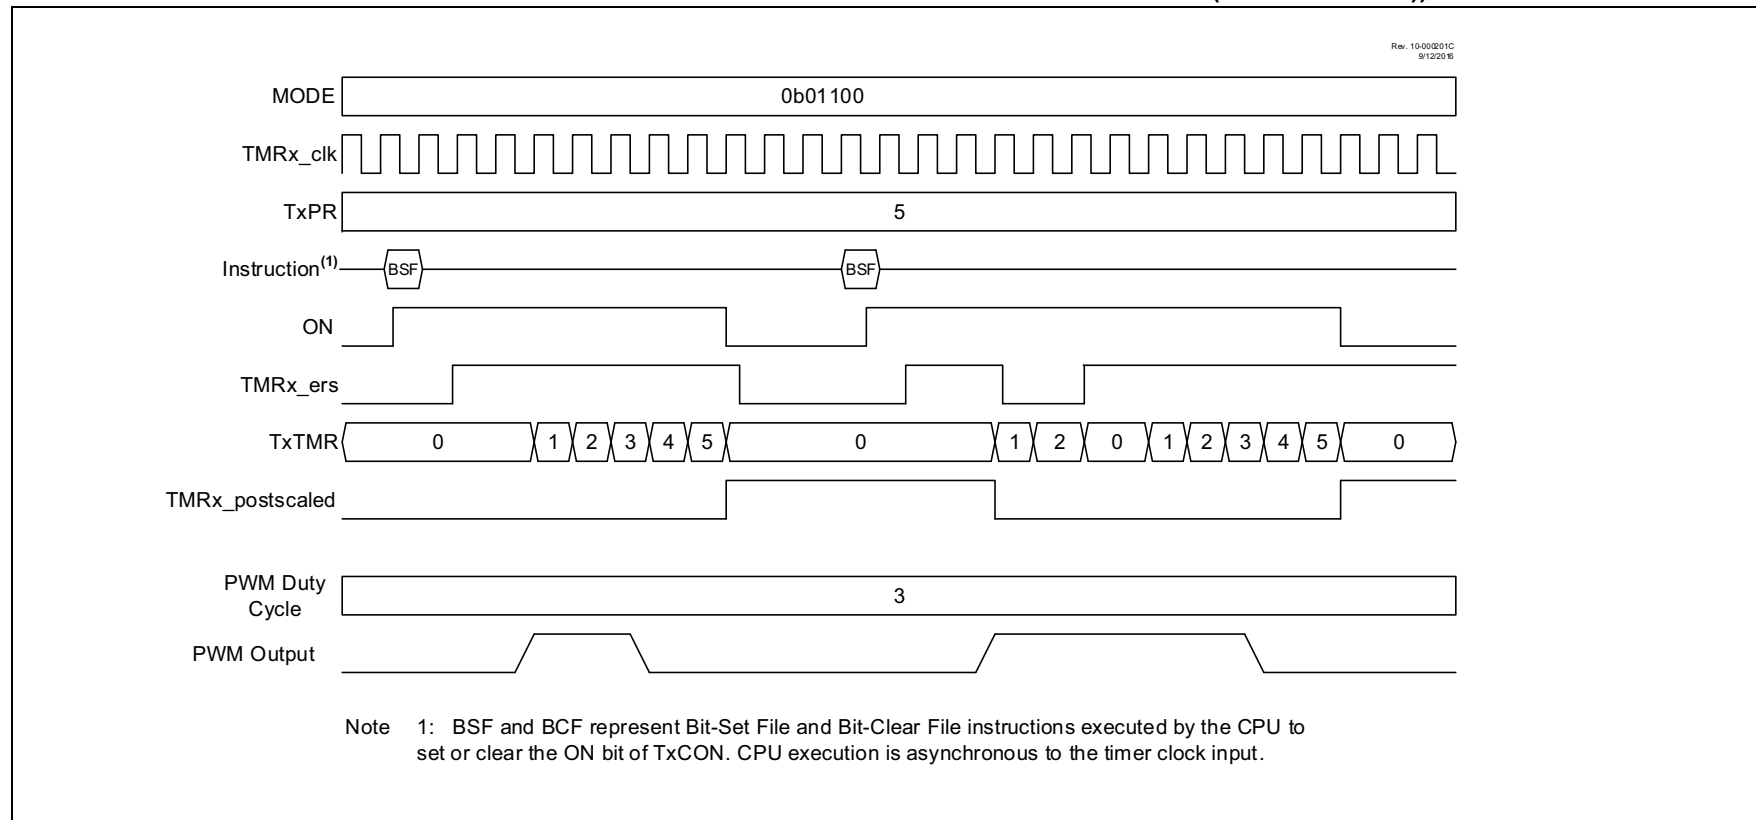 Rev. 10-000201C
9/12/2016
MODE 0b01100
TMRx_clk
TxPR 5
Instruction(1) BSF BSF
ON
TMRx_ers
TxTMR 0 1 2 3 4 5 0 1 2 0 1 2 3 4 5 0
TMRx_postscaled
PWM Duty
Cycle 3
PWM Output
Note 1: BSF and BCF represent Bit-Set File and Bit-Clear File instructions executed by the CPU to
set or clear the ON bit of TxCON. CPU execution is asynchronous to the timer clock input.